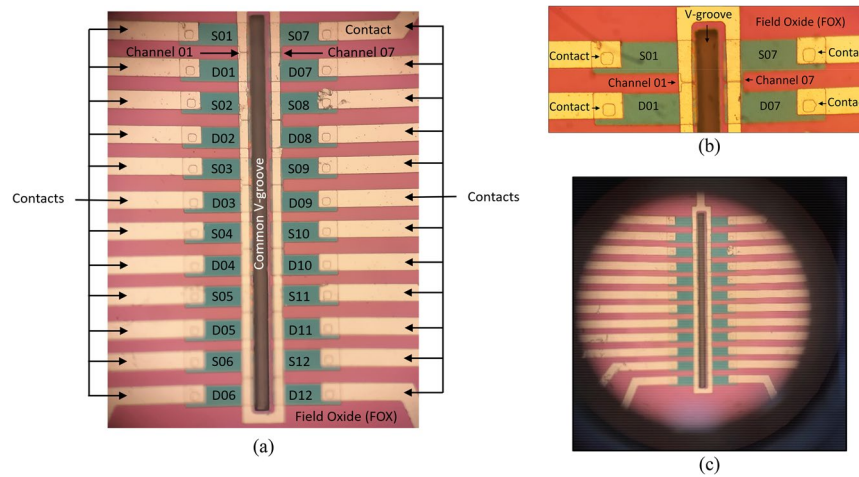 S01 S07 Contact
Channel 01 Channel 07
D01 D07
S02 S08
D02 D08
S03 S09
Contacts Contacts
D03 D09
Common V-groove
S04 S10
D04 D10
S05 S11
D05 D11
S06 S12
D06 D12
Field Oxide (FOX)
(a)
V-groove
Field Oxide (FOX)
Contact S01 S07 Conta
Channel 01 Channel 07
Contact D01 D07 Conta
(b)
(c)